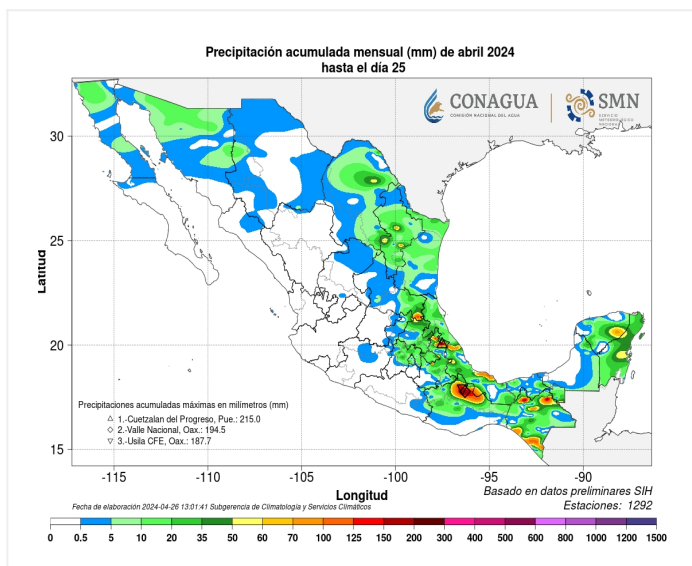 Precipitación acumulada mensual (mm) de abril 2024
hasta el día 25
CONAGUA
COMISIÓN NACIONAL DEL AGUA
SMN
SERVICIO
METEOROLÓGICO
NACIONAL
30
25
20
15
Latitud
Precipitaciones acumuladas máximas en milímetros (mm)
1.-Cuetzalan del Progreso, Pue.: 215.0
2.-Valle Nacional, Oax.: 194.5
3.-Usila CFE, Oax.: 187.7
-115 -110 -105 -100 -95 -90
Longitud
Basado en datos preliminares SIH
Fecha de elaboración 2024-04-26 13:01:41 Subgerencia de Climatología y Servicios Climáticos
Estaciones: 1292
0 0.5 5 10 20 35 50 60 70 100 125 150 200 300 400 500 600 800 1000 1200 1500